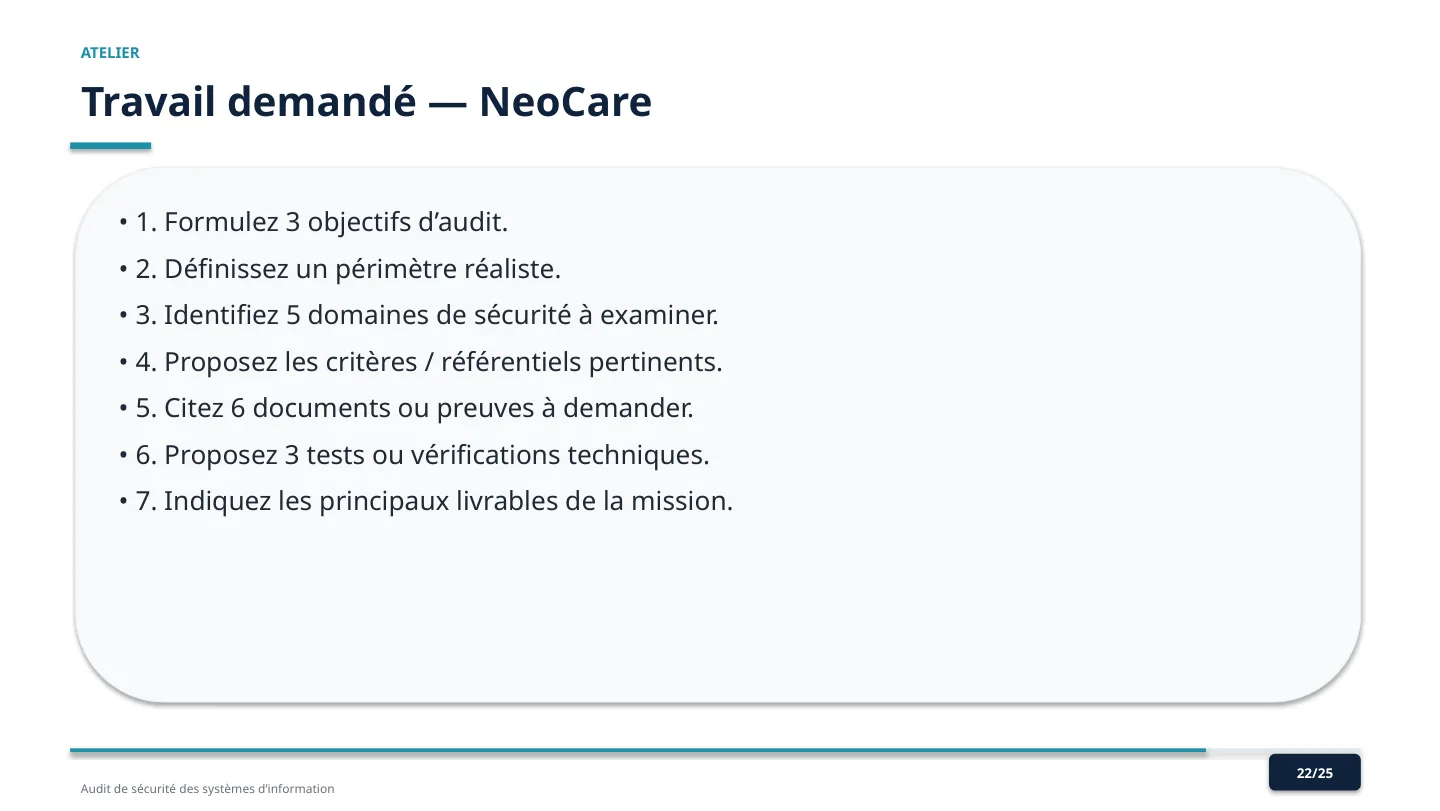 ATELIER
Travail demandé — NeoCare
• 1. Formulez 3 objectifs d’audit.
• 2. Définissez un périmètre réaliste.
• 3. Identifiez 5 domaines de sécurité à examiner.
• 4. Proposez les critères / référentiels pertinents.
• 5. Citez 6 documents ou preuves à demander.
• 6. Proposez 3 tests ou vérifications techniques.
• 7. Indiquez les principaux livrables de la mission.
22/25
Audit de sécurité des systèmes d’information